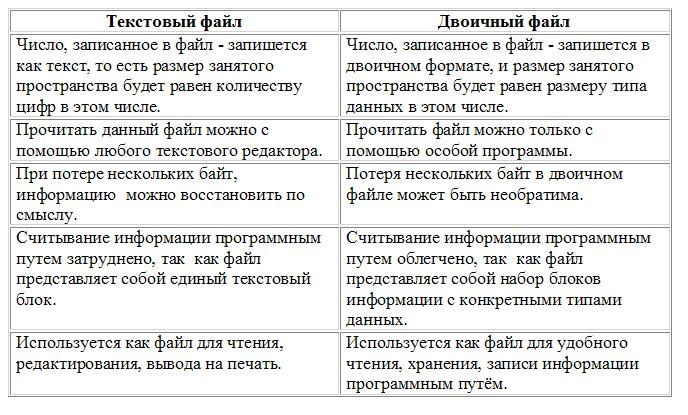 Текстовый файл
Двоичный файл
Число, записанное в файл - запишется
как текст, то есть размер занятого
пространства будет равен количеству
цифр в этом числе.
Число, записанное в файл - запишется в
двоичном формате, и размер занятого
пространства будет равен размеру типа
данных в этом числе.
Прочитать данный файл можно с
помощью любого текстового редактора.
Прочитать файл можно только с
помощью особой программы.
При потере нескольких байт,
информацию можно восстановить по
смыслу.
Потеря нескольких байт в двоичном
файле может быть необратима.
Считывание информации программным
путем затруднено, так как файл
представляет собой единый текстовый
блок.
Считывание информации программным
путем облегчено, так как файл
представляет собой набор блоков
информации с конкретными типами
данных.
Используется как файл для чтения,
редактирования, вывода на печать.
Используется как файл для удобного
чтения, хранения, записи информации
программным путём.